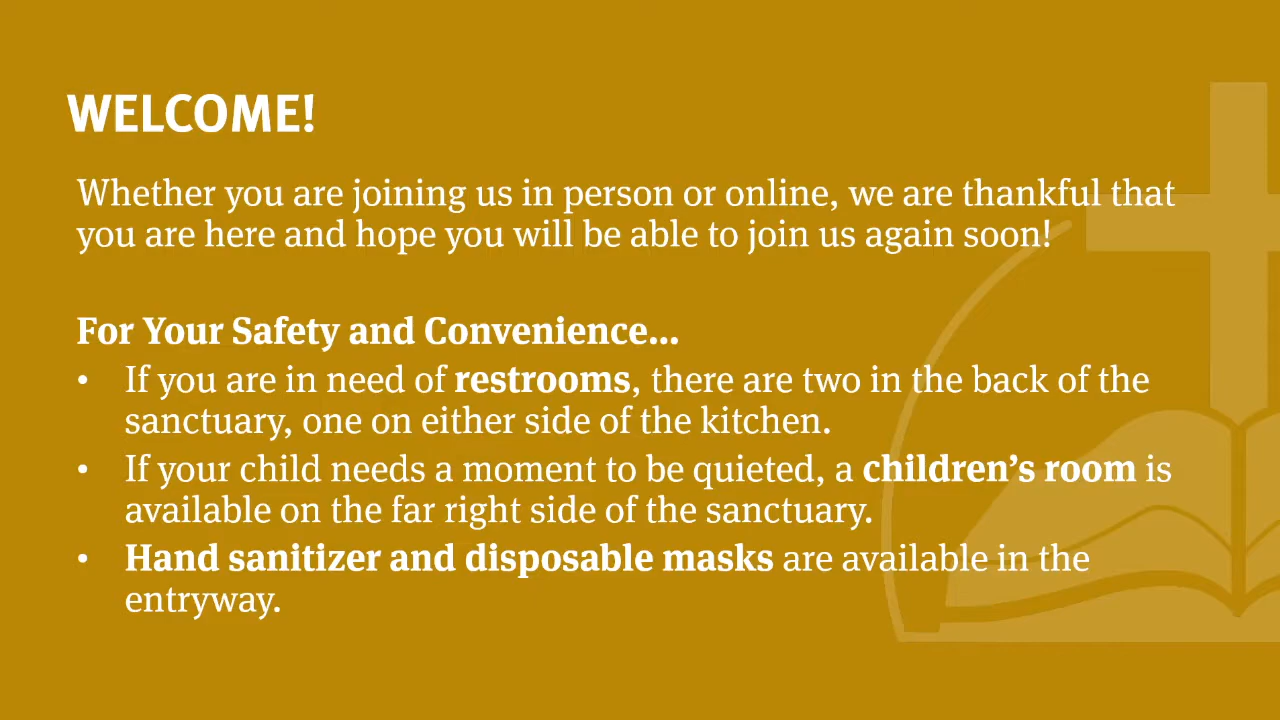 WELCOME!
Whether you are joining us in person or online, we are thankful that
you are here and hope you will be able to join us again soon!
For Your Safety and Convenience...
• If you are in need of restrooms, there are two in the back of the
sanctuary, one on either side of the kitchen.
• If your child needs a moment to be quieted, a children’s room is
available on the far right side of the sanctuary.
• Hand sanitizer and disposable masks are available in the
entryway.